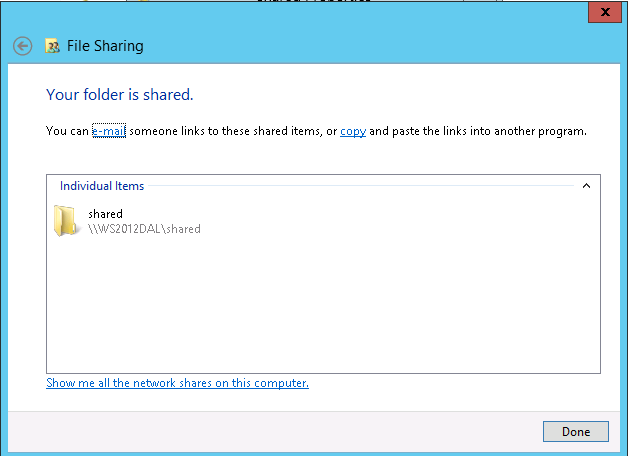 File Sharing
Your folder is shared.
You can e-mail someone links to these shared items, or copy and paste the links into another program.
Individual Items
shared
\\WS2012DAL\shared
Show me all the network shares on this computer.
Done